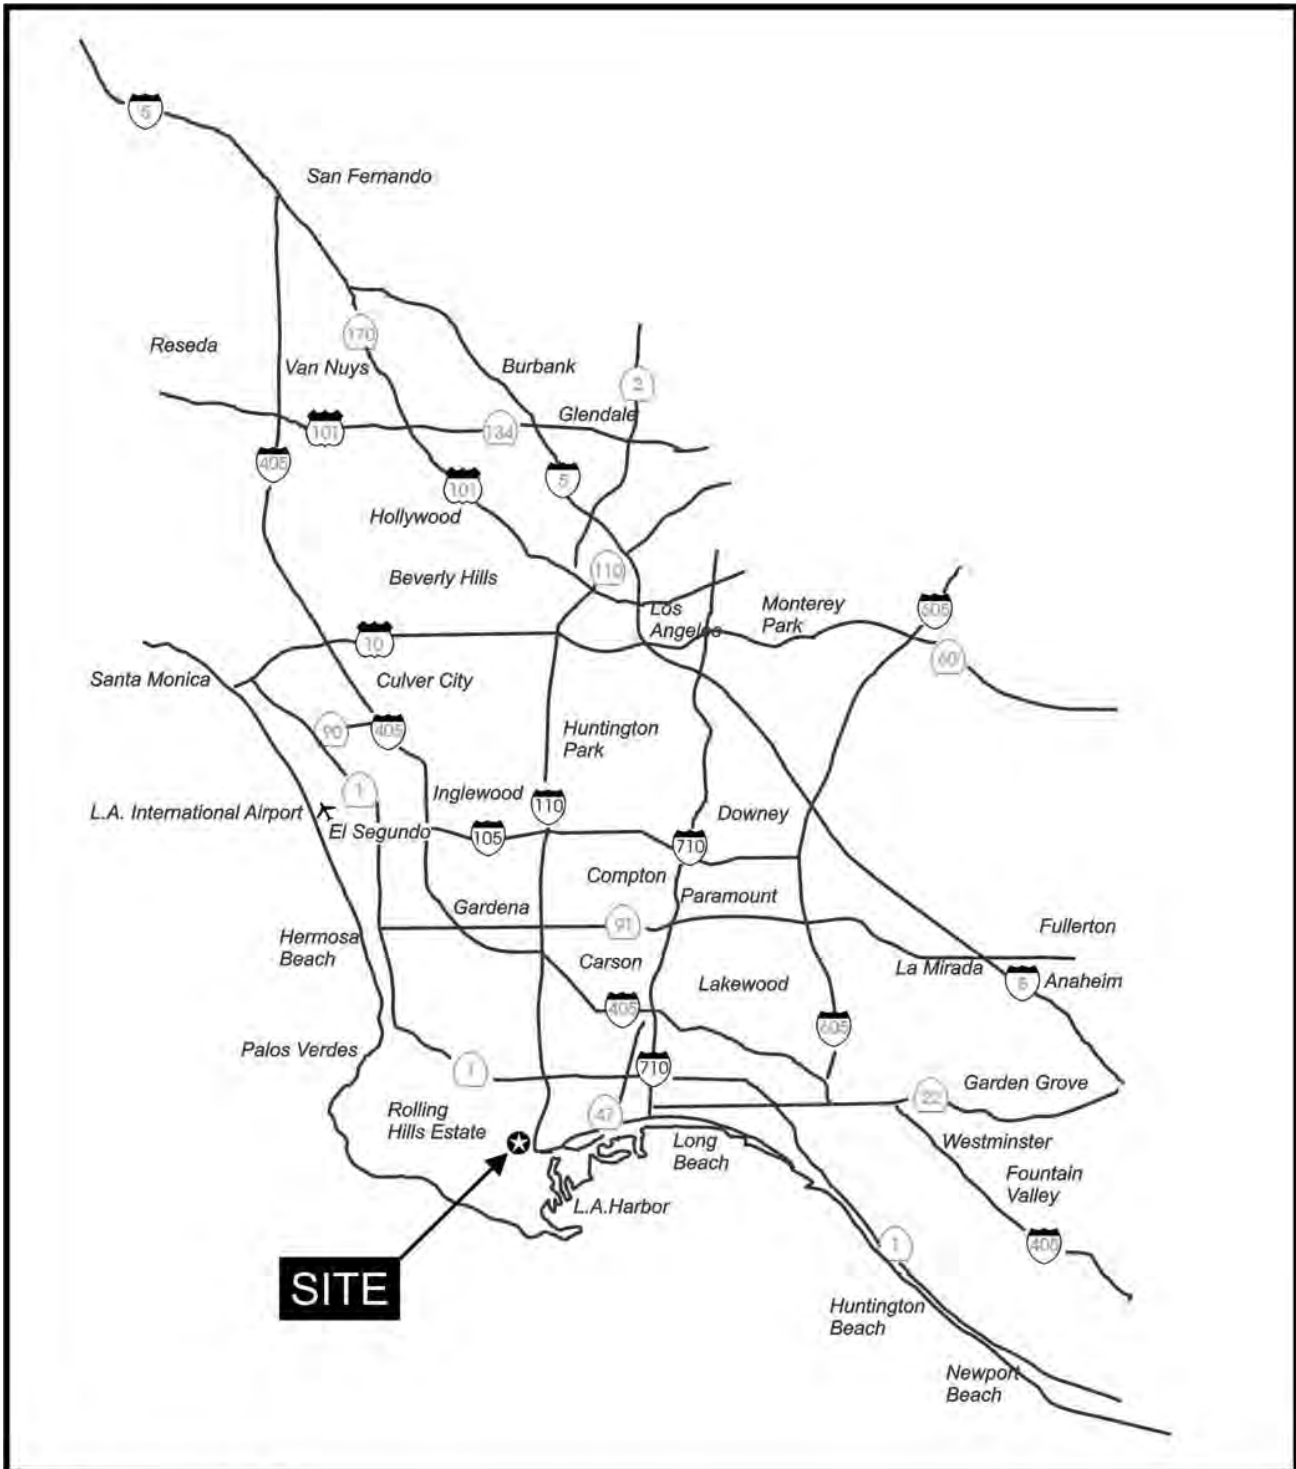 5
San Fernando
170
Reseda
Van Nuys
Burbank
2
Glendale
101
134
405
5
101
Hollywood
110
Beverly Hills
Los
Angeles
Monterey
Park
605
10
60
Santa Monica
Culver City
90
405
Huntington
Park
1
Inglewood
110
L.A. International Airport
El Segundo
105
710
Downey
Compton
Paramount
Gardena
91
Fullerton
Hermosa
Beach
Carson
La Mirada
Lakewood
5
Anaheim
405
605
Palos Verdes
1
710
Garden Grove
22
Rolling
Hills Estate
47
Long
Beach
Westminster
Fountain
Valley
L.A.Harbor
1
405
SITE
Huntington
Beach
Newport
Beach